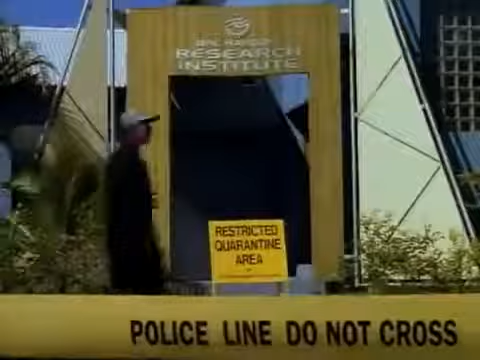 RESEARCH
INSTITUTE
RESTRICTED
QUARANTINE
AREA
POLICE LINE DO NOT CROSS